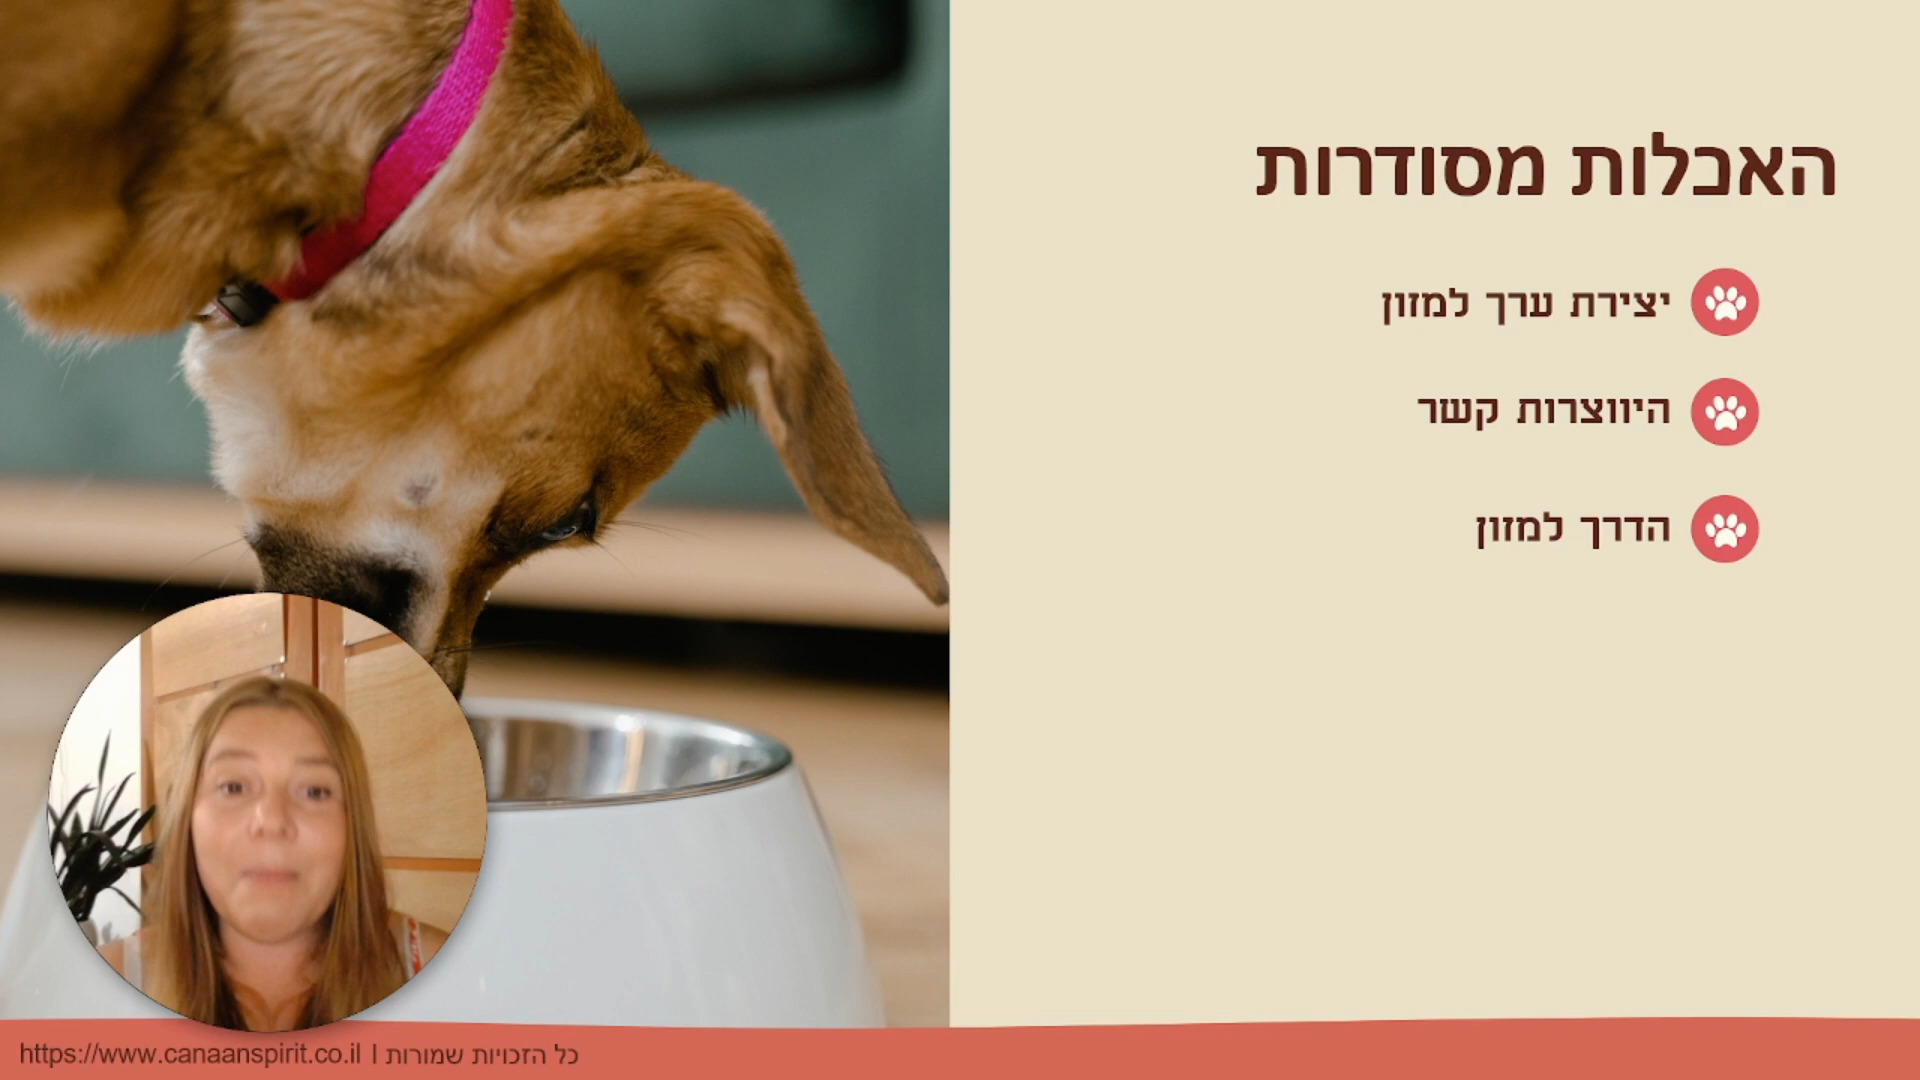 האכלות מסודרות
יצירת ערך למזון
היווצרות קשר
הדרך למזון
כל הזכויות שמורות | https://www.canaanspirit.co.il